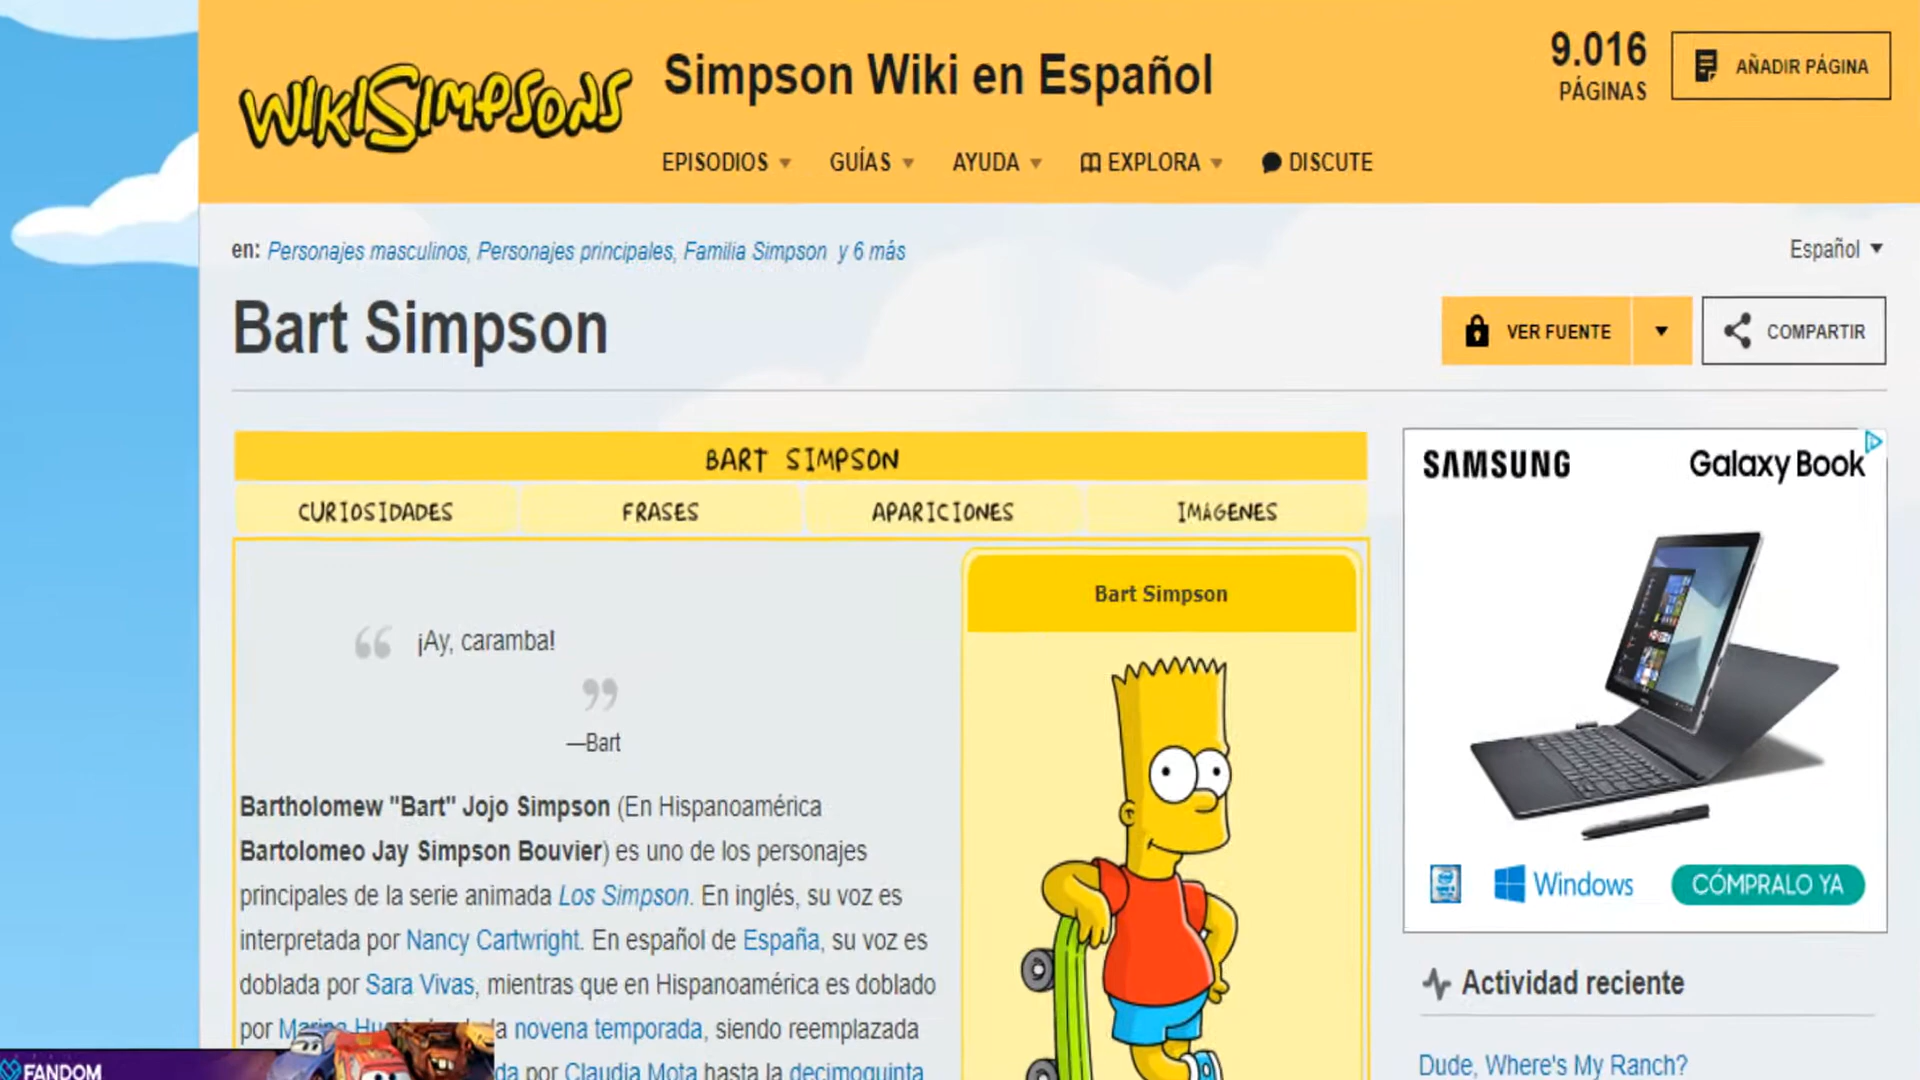 WIKISIMPSONS
Simpson Wiki en Español
9.016
PÁGINAS
AÑADIR PÁGINA
EPISODIOS GUÍAS AYUDA EXPLORA DISCUTE
en: Personajes masculinos, Personajes principales, Familia Simpson y 6 más
Español
Bart Simpson
VER FUENTE
COMPARTIR
BART SIMPSON
CURIOSIDADES FRASES APARICIONES IMÁGENES
“ ¡Ay, caramba!
”
—Bart
Bartholomew "Bart" Jojo Simpson (En Hispanoamérica
Bartolomeo Jay Simpson Bouvier) es uno de los personajes
principales de la serie animada Los Simpson. En inglés, su voz es
interpretada por Nancy Cartwright. En español de España, su voz es
doblada por Sara Vivas, mientras que en Hispanoamérica es doblado
por la novena temporada, siendo reemplazada
por Claudia Mota hasta la decimoquinta
Bart Simpson
SAMSUNG Galaxy Book
Windows CÓMPRALO YA
Actividad reciente
Dude, Where's My Ranch?
FANDOM